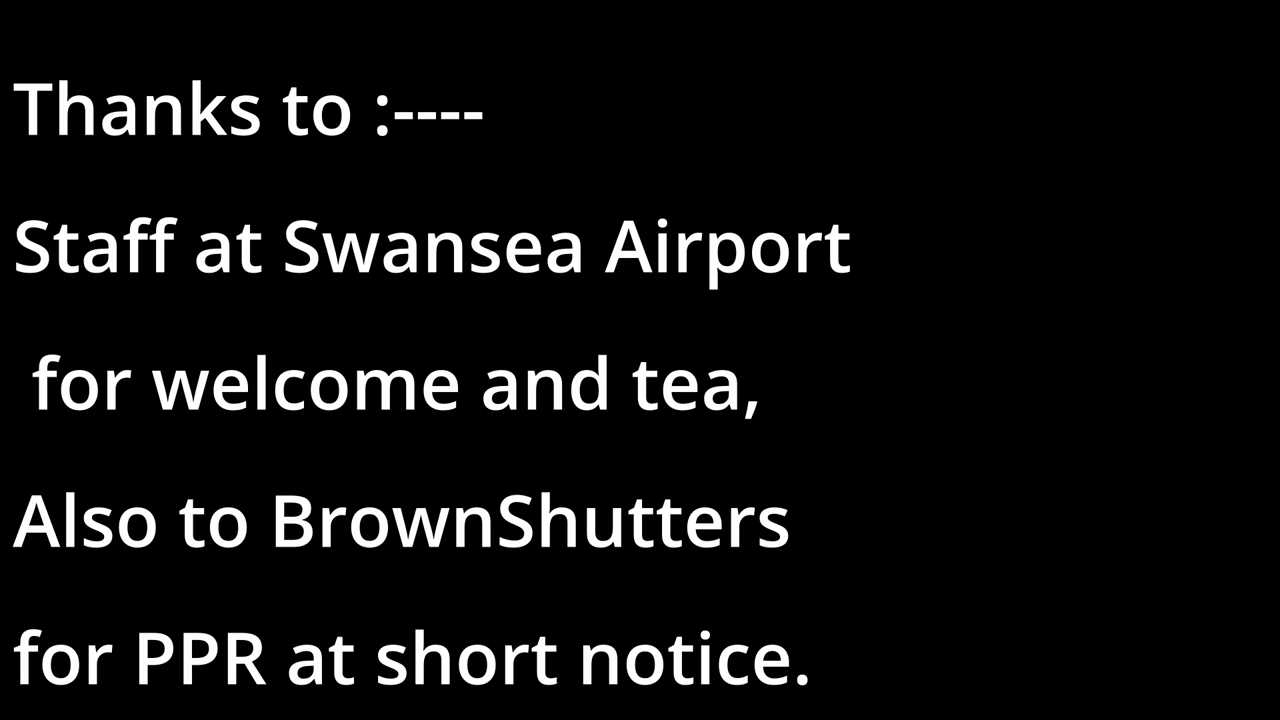 Thanks to :----
Staff at Swansea Airport
for welcome and tea,
Also to BrownShutters
for PPR at short notice.